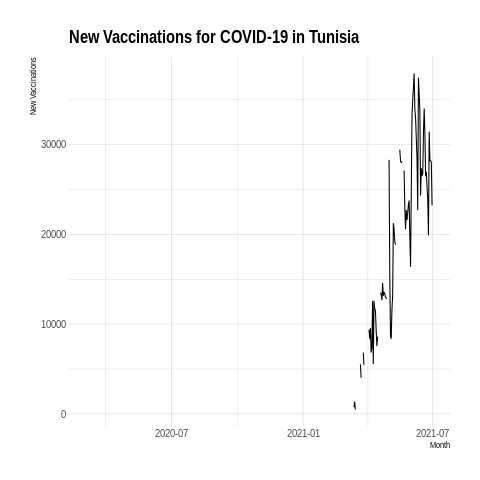 New Vaccinations for COVID-19 in Tunisia
New Vaccinations
30000
20000
10000
0
2020-07 2021-01 2021-07
Month